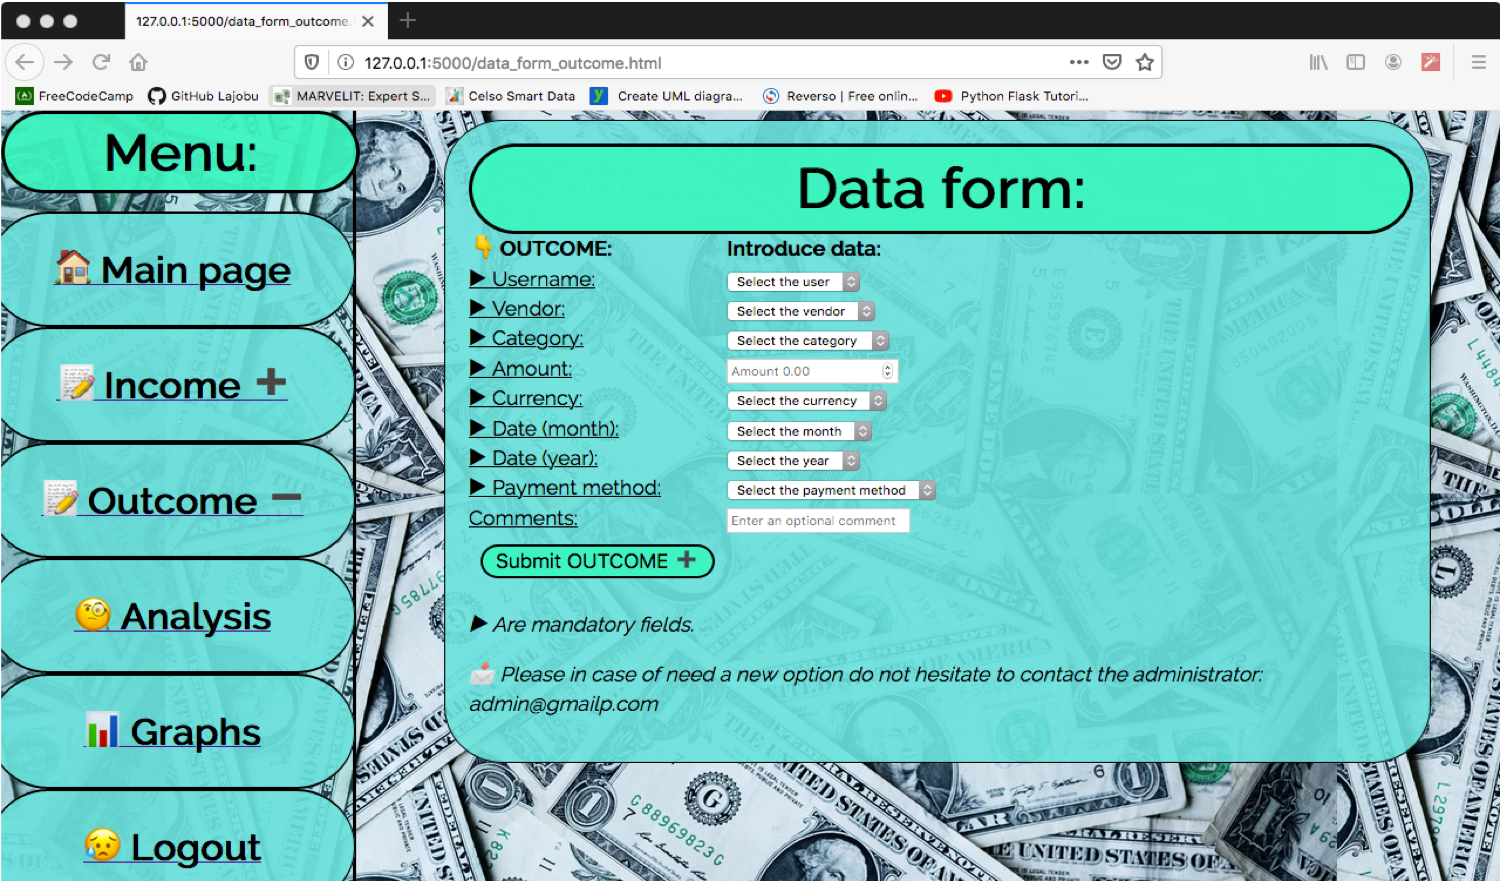 127.0.0.1:5000/data_form_outcome.
127.0.0.1:5000/data_form_outcome.html
FreeCodeCamp
GitHub Lajobu
MARVELIT: Expert S...
Celso Smart Data
Create UML diagra...
Reverso | Free onlin...
Python Flask Tutori...
Menu:
🏠 Main page
📝 Income ➕
📝 Outcome ➖
🧐 Analysis
📊 Graphs
😥 Logout
Data form:
👇 OUTCOME: Introduce data:
▶ Username: Select the user
▶ Vendor: Select the vendor
▶ Category: Select the category
▶ Amount: Amount 0.00
▶ Currency: Select the currency
▶ Date (month): Select the month
▶ Date (year): Select the year
▶ Payment method: Select the payment method
Comments: Enter an optional comment
Submit OUTCOME ➕
▶ Are mandatory fields.
📩 Please in case of need a new option do not hesitate to contact the administrator:
admin@gmailp.com
G 88969823 G
UNITED STATES OF